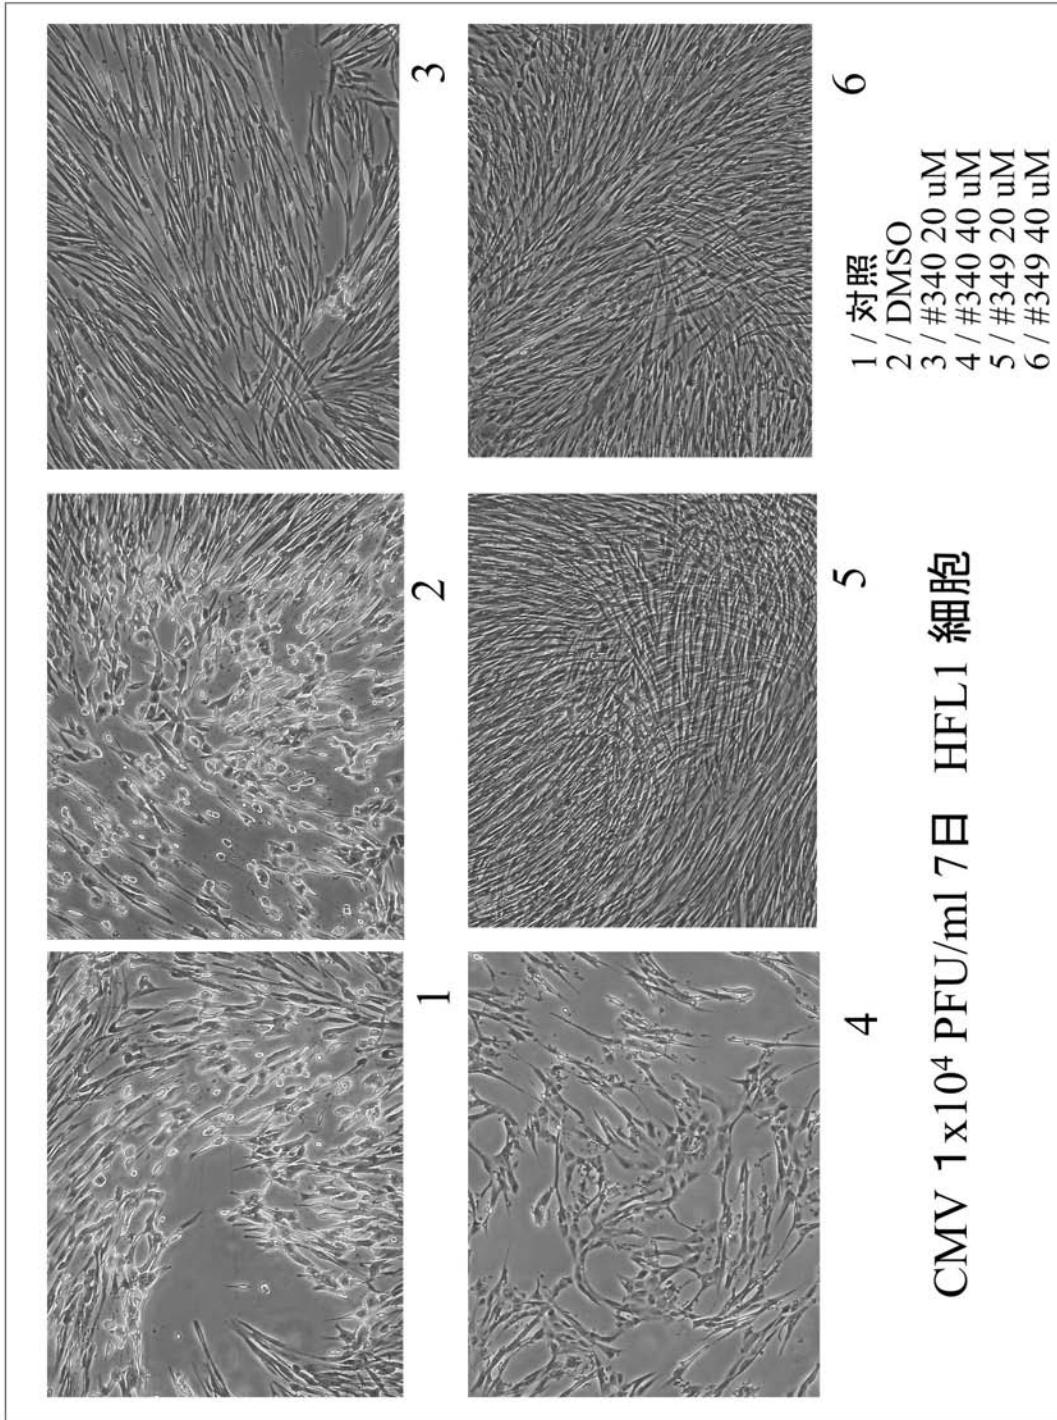 1
2
3
4
5
6
1 / 対照
2 / DMSO
3 / #340 20 uM
4 / #340 40 uM
5 / #349 20 uM
6 / #349 40 uM
CMV 1x10⁴ PFU/ml 7日 HFL1 細胞